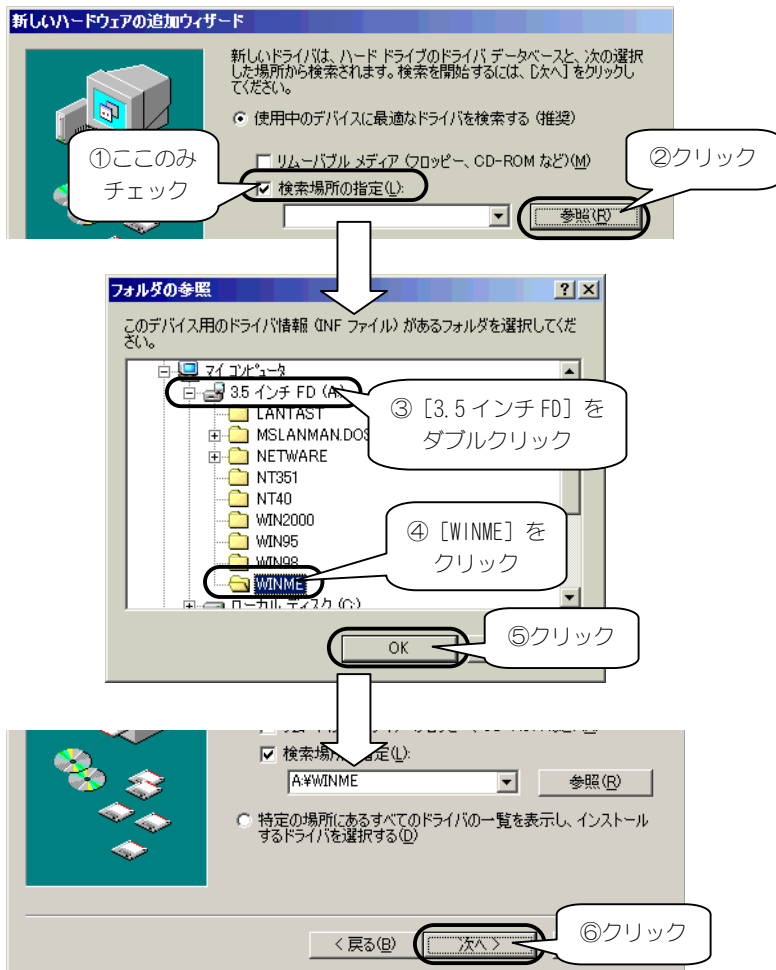 新しいハードウェアの追加ウィザード
新しいドライバは、ハード ドライブのドライバ データベースと、次の選択
した場所から検索されます。検索を開始するには、[次へ] をクリックし
てください。
使用中のデバイスに最適なドライバを検索する (推奨)
リムーバブル メディア (フロッピー、CD-ROM など)(M)
検索場所の指定(L):
参照(R)
①ここのみ
チェック
②クリック
フォルダの参照
このデバイス用のドライバ情報 (INF ファイル) があるフォルダを選択してくだ
さい。
マイ コンピュータ
3.5 インチ FD (A:)
LANTAST
MSLANMAN.DOS
NETWARE
NT351
NT40
WIN2000
WIN95
WIN98
WINME
ローカル ディスク (C:)
③［3.5 インチ FD］を
ダブルクリック
④［WINME］を
クリック
OK
⑤クリック
検索場所の指定(L):
A:¥WINME
参照(R)
特定の場所にあるすべてのドライバの一覧を表示し、インストール
するドライバを選択する(D)
< 戻る(B)
次へ >
⑥クリック